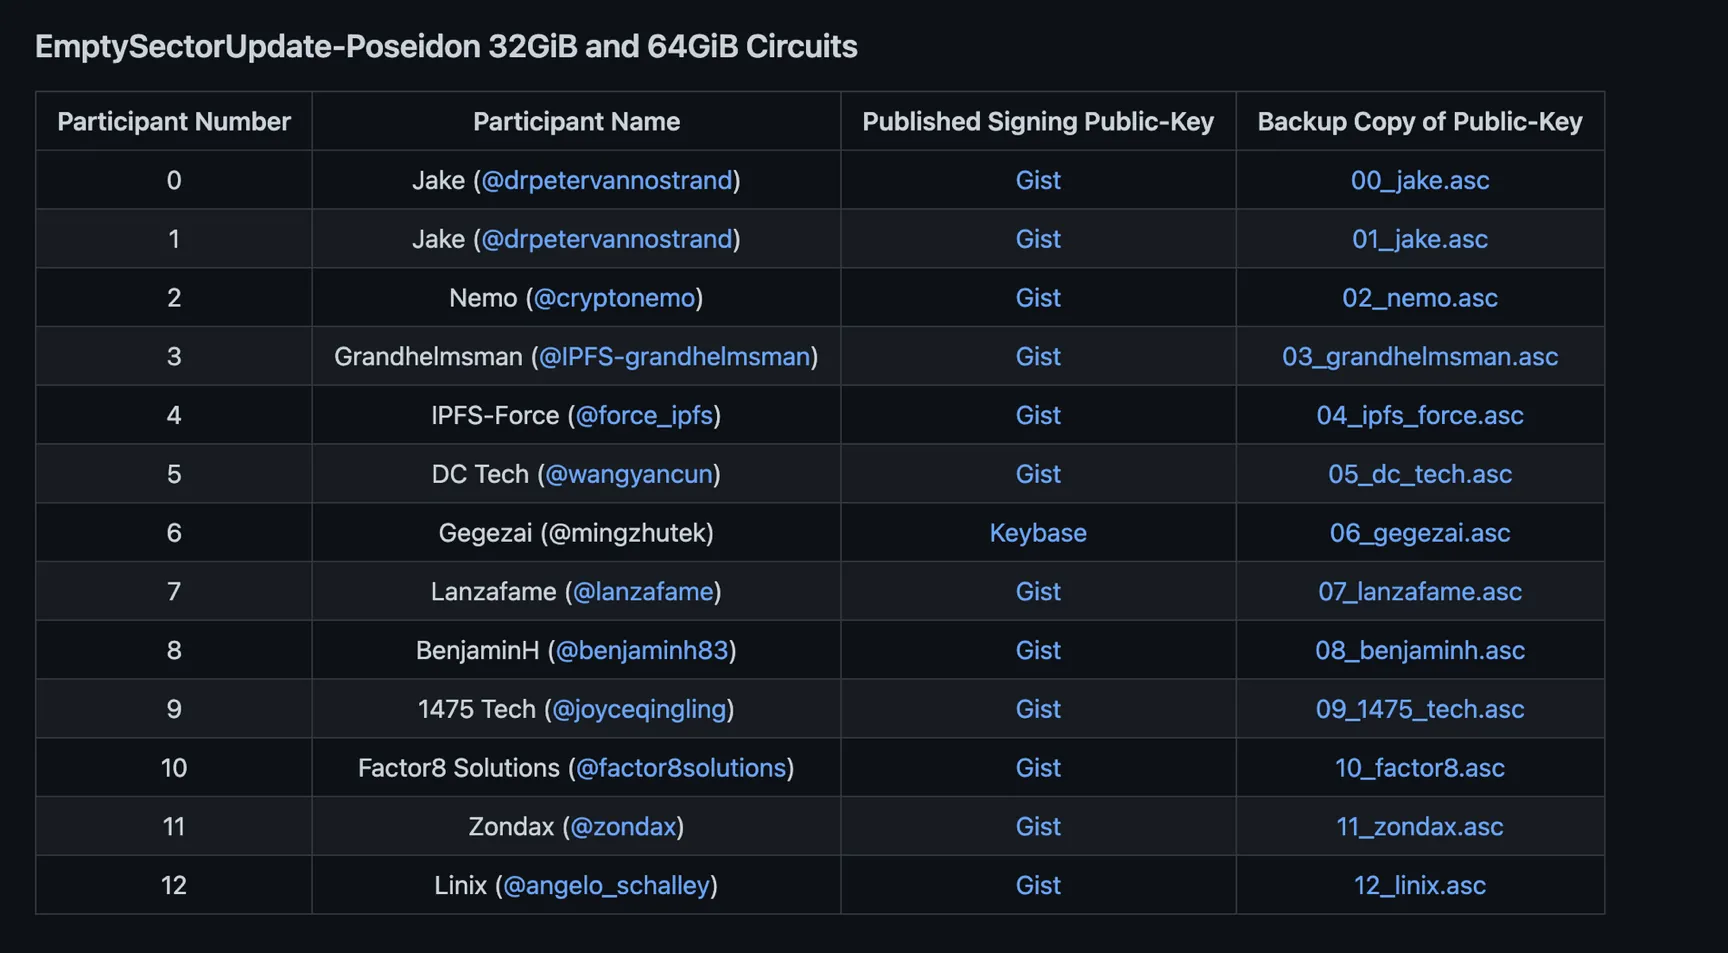 EmptySectorUpdate-Poseidon 32GiB and 64GiB Circuits
Participant Number Participant Name Published Signing Public-Key Backup Copy of Public-Key
0 Jake (@drpetervannostrand) Gist 00_jake.asc
1 Jake (@drpetervannostrand) Gist 01_jake.asc
2 Nemo (@cryptonemo) Gist 02_nemo.asc
3 Grandhelmsman (@IPFS-grandhelmsman) Gist 03_grandhelmsman.asc
4 IPFS-Force (@force_ipfs) Gist 04_ipfs_force.asc
5 DC Tech (@wangyancun) Gist 05_dc_tech.asc
6 Gegezai (@mingzhutek) Keybase 06_gegezai.asc
7 Lanzafame (@lanzafame) Gist 07_lanzafame.asc
8 BenjaminH (@benjaminh83) Gist 08_benjaminh.asc
9 1475 Tech (@joyceqingling) Gist 09_1475_tech.asc
10 Factor8 Solutions (@factor8solutions) Gist 10_factor8.asc
11 Zondax (@zondax) Gist 11_zondax.asc
12 Linix (@angelo_schalley) Gist 12_linix.asc